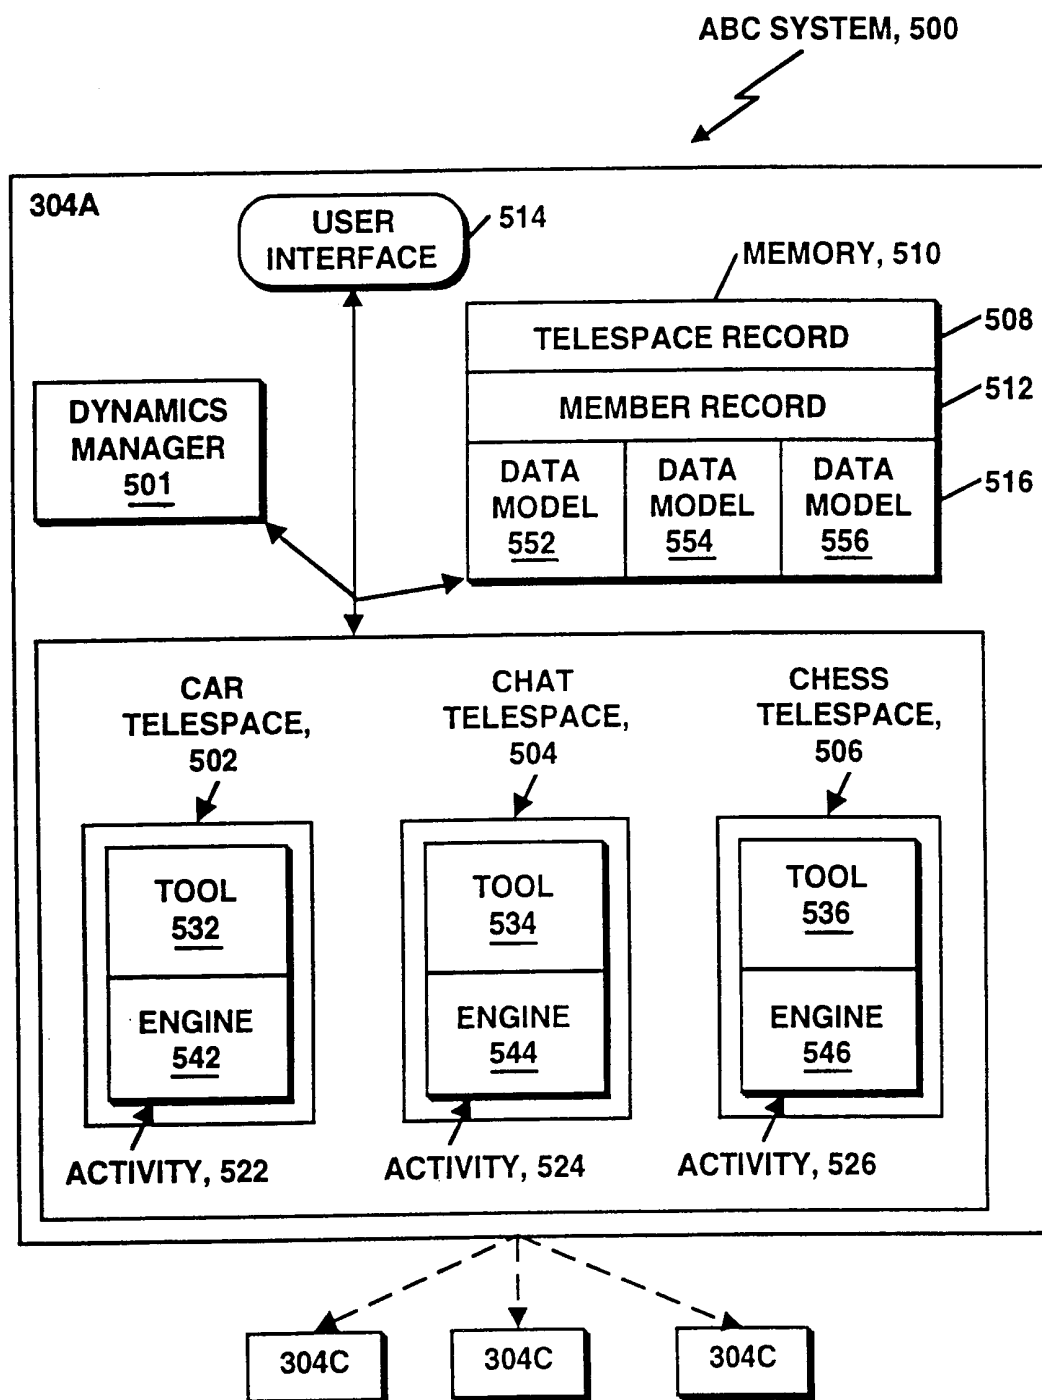 ABC SYSTEM, 500
304A
USER
INTERFACE
514
MEMORY, 510
TELESPACE RECORD
508
MEMBER RECORD
512
DYNAMICS
MANAGER
501
DATA
MODEL
552
DATA
MODEL
554
DATA
MODEL
556
516
CAR
TELESPACE,
502
CHAT
TELESPACE,
504
CHESS
TELESPACE,
506
TOOL
532
TOOL
534
TOOL
536
ENGINE
542
ENGINE
544
ENGINE
546
ACTIVITY, 522
ACTIVITY, 524
ACTIVITY, 526
304C
304C
304C